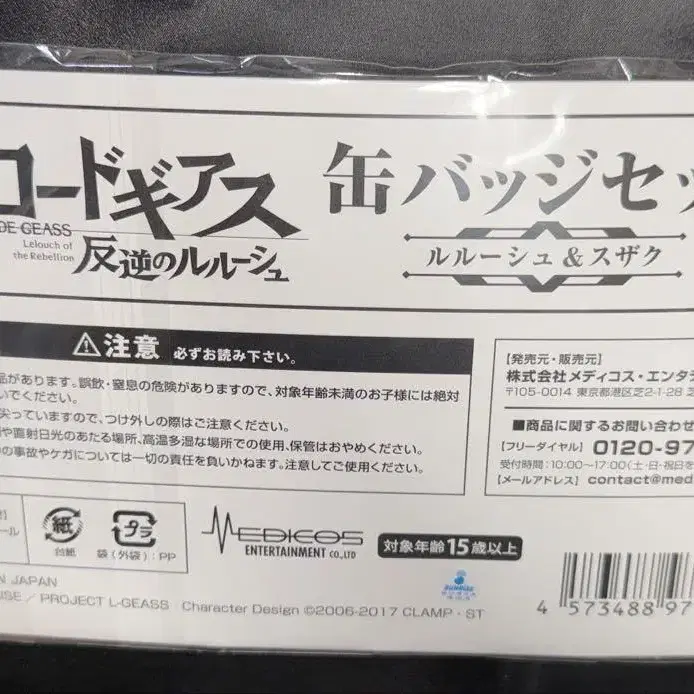 コードギアス
DE GEASS
Lelouch of
the Rebellion
反逆のルルーシュ
缶バッジセッ
ルルーシュ&スザク
注意 必ずお読み下さい。
品があります。誤飲・窒息の危険がありますので、対象年齢未満のお子様には絶対
いでください。
尖っていますので、つけ外しの際はご注意ください。
や直射日光のあたる場所、高温多湿な場所での使用、保管はおやめください。
の事故やケガについては一切の責任を負いかねます。注意してご使用ください。
[発売元・販売元]
株式会社メディコス・エンタテ
〒105-0014 東京都港区芝2-1-28
■商品に関するお問い合わせ
[フリーダイヤル] 0120-97
受付時間:10:00~17:00(土・日・祝日を
[メールアドレス] contact@med
ール
紙
台紙
プラ
袋(外袋):PP
MEDICOS
ENTERTAINMENT CO.,LTD
対象年齢15歳以上
N JAPAN
SE / PROJECT L-GEASS Character Design ©2006-2017 CLAMP・ST
SUNRISE
4 573488 97